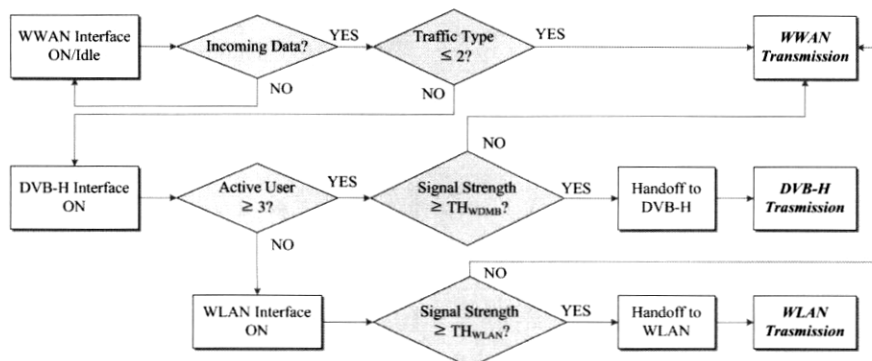 WWAN Interface
ON/Idle
Incoming Data?
YES
NO
Traffic Type
≤ 2?
YES
NO
WWAN
Transmission
DVB-H Interface
ON
Active User
≥ 3?
YES
NO
Signal Strength
≥ TH_WDMB?
NO
YES
Handoff to
DVB-H
DVB-H
Trasmission
WLAN Interface
ON
Signal Strength
≥ TH_WLAN?
NO
YES
Handoff to
WLAN
WLAN
Trasmission